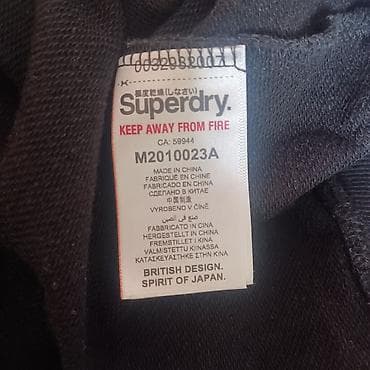 0032982007
極度乾燥(しなさい)
Superdry.
KEEP AWAY FROM FIRE
CA: 59944
M2010023A
MADE IN CHINA
FABRIQUÉ EN CHINE
FABRICADO EN CHINA
СДЕЛАНО В КИТАЕ
中国制造
VYROBENO V ČÍNĚ
صنع في الصين
FABBRICATO IN CINA
HERGESTELLT IN CHINA
FREMSTILLET I KINA
VALMISTETTU KIINASSA
ΚΑΤΑΣΚΕΥΑΣΤΗΚΕ ΣΤΗΝ ΚΙΝΑ
BRITISH DESIGN.
SPIRIT OF JAPAN.